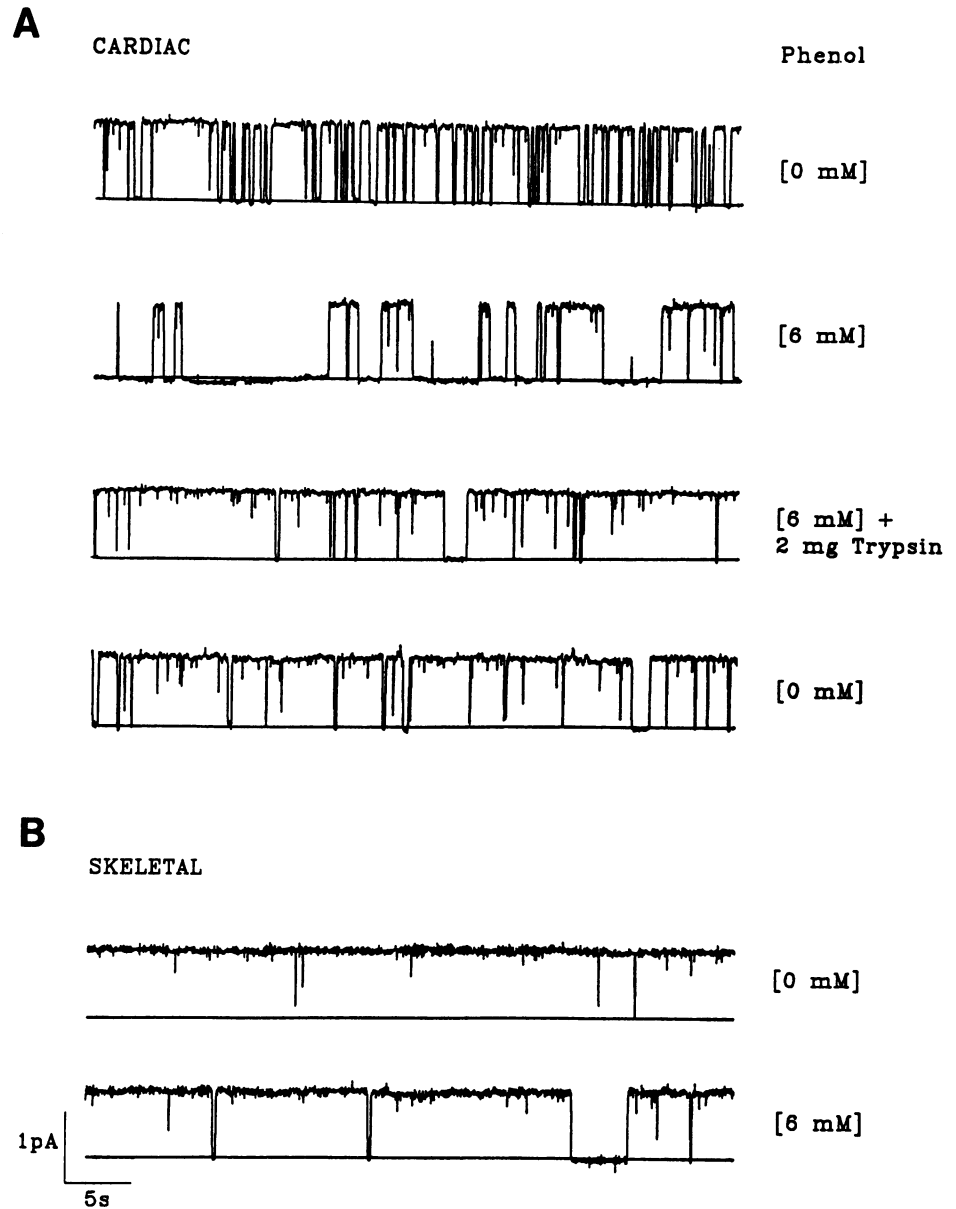 A
CARDIAC
Phenol
[0 mM]
[6 mM]
[6 mM] +
2 mg Trypsin
[0 mM]
B
SKELETAL
[0 mM]
[6 mM]
1pA
5s